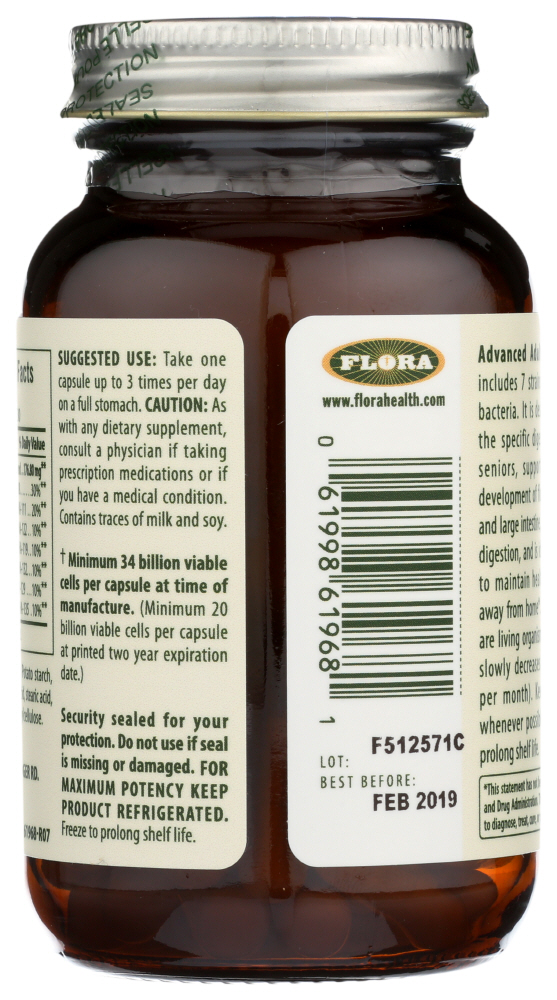 SEALED
PROTECTION
Facts
% Daily Value
SUGGESTED USE: Take one
capsule up to 3 times per day
on a full stomach. CAUTION: As
with any dietary supplement,
consult a physician if taking
prescription medications or if
you have a medical condition.
Contains traces of milk and soy.
† Minimum 34 billion viable
cells per capsule at time of
manufacture. (Minimum 20
billion viable cells per capsule
at printed two year expiration
date.)
Security sealed for your
protection. Do not use if seal
is missing or damaged. FOR
MAXIMUM POTENCY KEEP
PRODUCT REFRIGERATED.
Freeze to prolong shelf life.
FLORA
www.florahealth.com
0 61998 61968 1
LOT: F512571C
BEST BEFORE:
FEB 2019
Advanced
includes 7
bacteria. It is
the specific
seniors,
development of
and large
digestion, and
to maintain
away from home
are living
slowly
per month).
whenever
prolong shelf life.
*This statement has not
and Drug
to diagnose, treat,